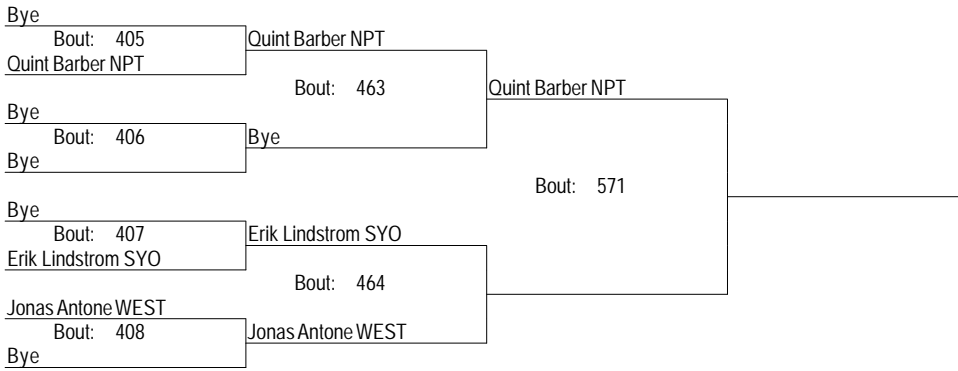 Bye
Bout: 405
Quint Barber NPT
Quint Barber NPT
Bout: 463
Quint Barber NPT
Bye
Bout: 406
Bye
Bye
Bout: 571
Bye
Bout: 407
Erik Lindstrom SYO
Erik Lindstrom SYO
Bout: 464
Jonas Antone WEST
Bout: 408
Jonas Antone WEST
Bye